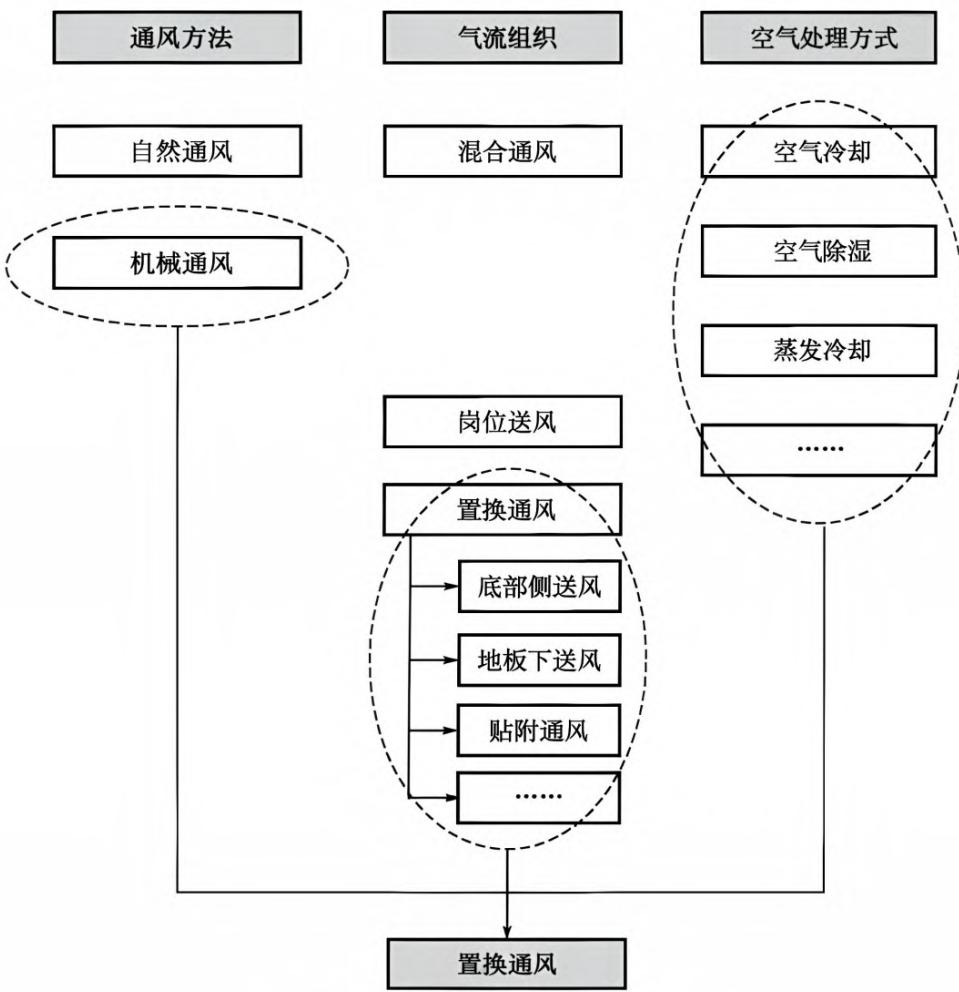 通风方法
气流组织
空气处理方式
自然通风
混合通风
空气冷却
机械通风
空气除湿
蒸发冷却
岗位送风
……
置换通风
底部侧送风
地板下送风
贴附通风
……
置换通风